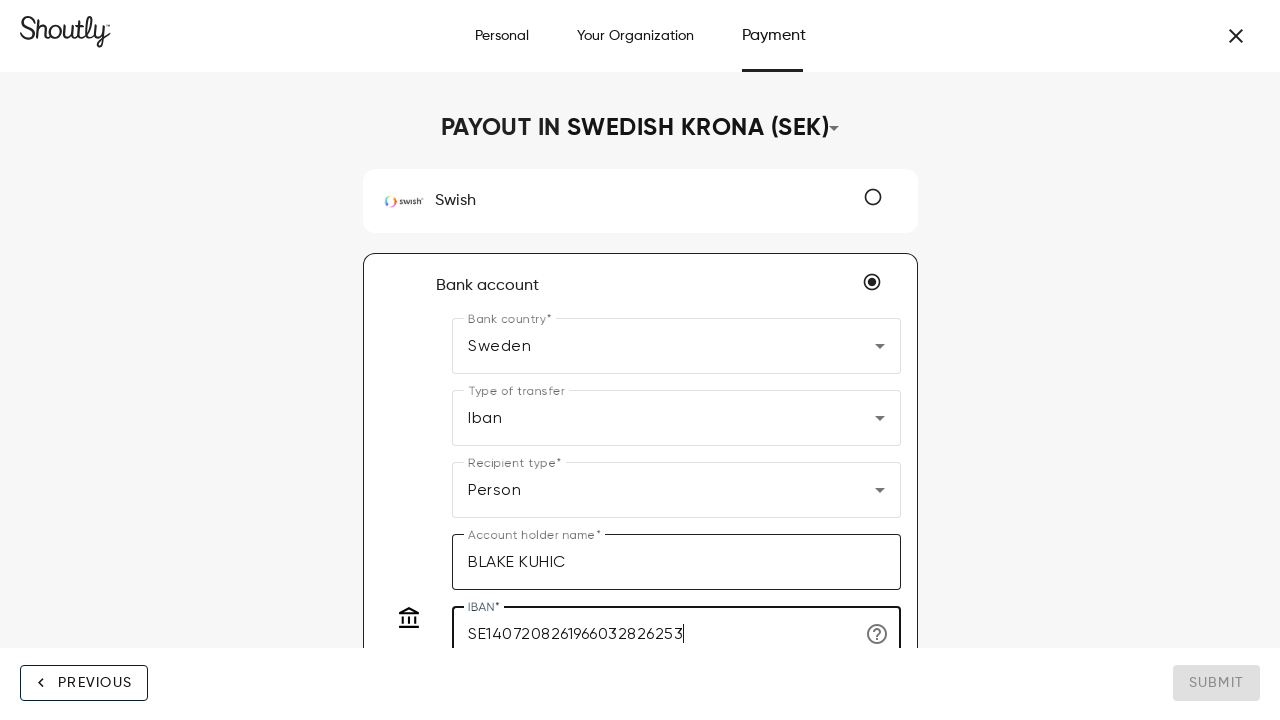 Shoutly
Personal
Your Organization
Payment
PAYOUT IN SWEDISH KRONA (SEK)
swish
Swish
Bank account
Bank country*
Sweden
Type of transfer
Iban
Recipient type*
Person
Account holder name*
BLAKE KUHIC
IBAN*
SE1407208261966032826253
PREVIOUS
SUBMIT